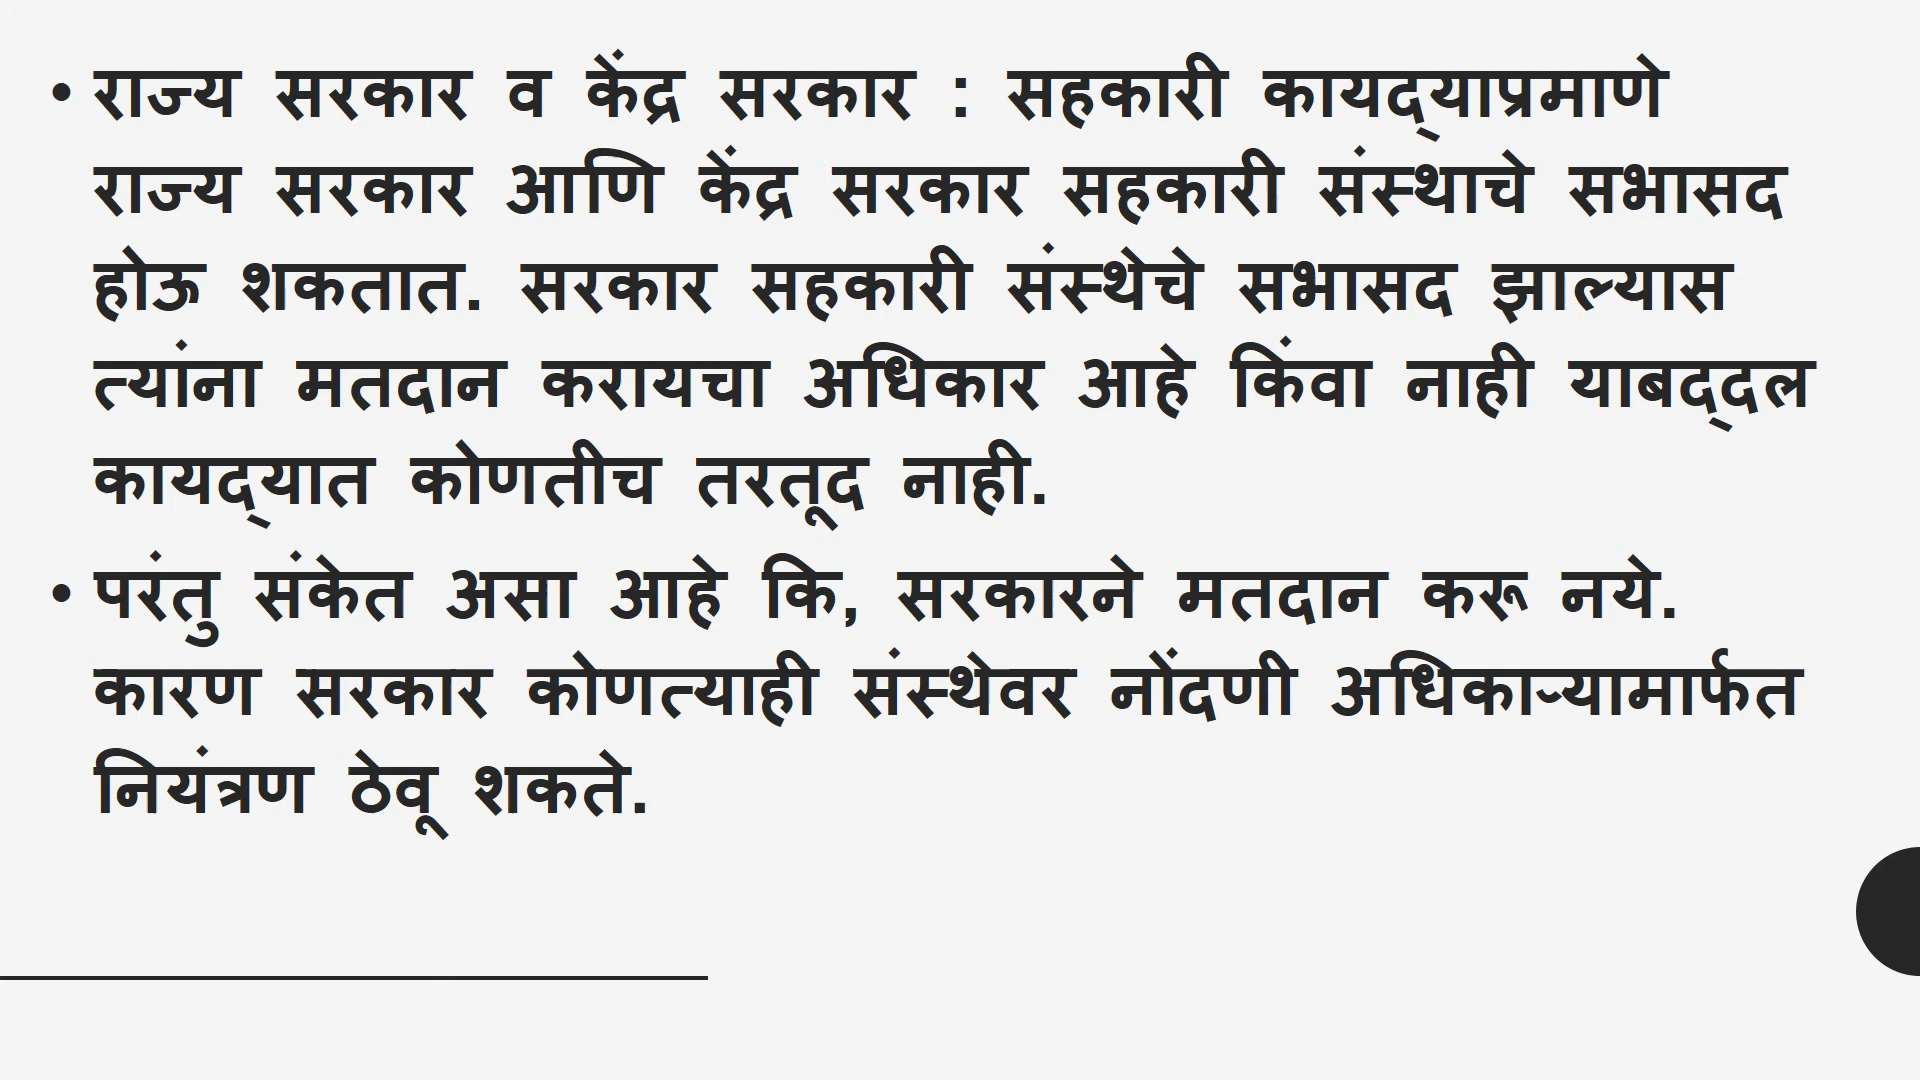 • राज्य सरकार व केंद्र सरकार : सहकारी कायद्‌याप्रमाणे
राज्य सरकार आणि केंद्र सरकार सहकारी संस्थाचे सभासद
होऊ शकतात. सरकार सहकारी संस्थेचे सभासद झाल्यास
त्यांना मतदान करायचा अधिकार आहे किंवा नाही याबद्‌दल
कायद्‌यात कोणतीच तरतूद नाही.
• परंतु संकेत असा आहे कि, सरकारने मतदान करू नये.
कारण सरकार कोणत्याही संस्थेवर नोंदणी अधिकाऱ्यामार्फत
नियंत्रण ठेवू शकते.